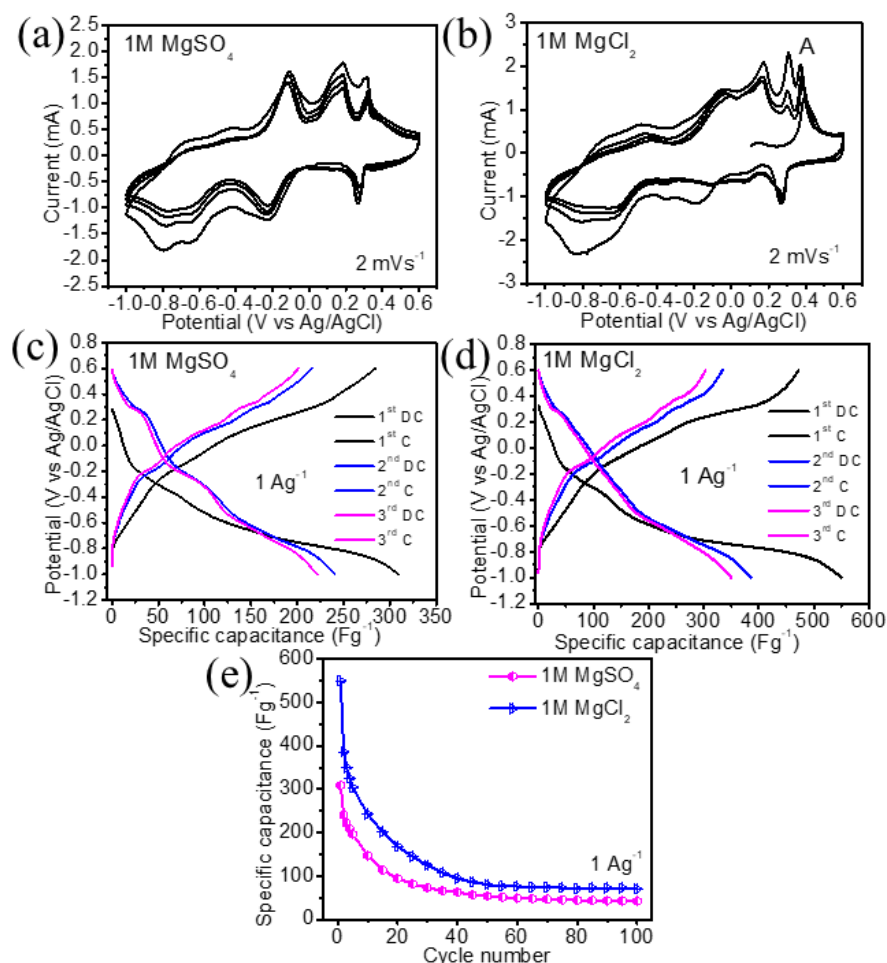 (a)
1M MgSO4
2.5
2.0
1.5
1.0
0.5
0.0
-0.5
-1.0
-1.5
-2.0
-2.5
Current (mA)
2 mVs-1
-1.0 -0.8 -0.6 -0.4 -0.2 0.0 0.2 0.4 0.6
Potential (V vs Ag/AgCl)
(b)
1M MgCl2
A
3
2
1
0
-1
-2
-3
Current (mA)
2 mVs-1
-1.0 -0.8 -0.6 -0.4 -0.2 0.0 0.2 0.4 0.6
Potential (V vs Ag/AgCl)
(c)
1M MgSO4
0.8
0.6
0.4
0.2
0.0
-0.2
-0.4
-0.6
-0.8
-1.0
-1.2
Potential (V vs Ag/AgCl)
1st DC
1st C
2nd DC
2nd C
3rd DC
3rd C
1 Ag-1
0 50 100 150 200 250 300 350
Specific capacitance (Fg-1)
(d)
1M MgCl2
0.8
0.6
0.4
0.2
0.0
-0.2
-0.4
-0.6
-0.8
-1.0
-1.2
Potential (V vs Ag/AgCl)
1st DC
1st C
2nd DC
2nd C
3rd DC
3rd C
1 Ag-1
0 100 200 300 400 500 600
Specific capacitance (Fg-1)
(e)
600
500
400
300
200
100
0
Specific capacitance (Fg-1)
1M MgSO4
1M MgCl2
1 Ag-1
0 20 40 60 80 100
Cycle number